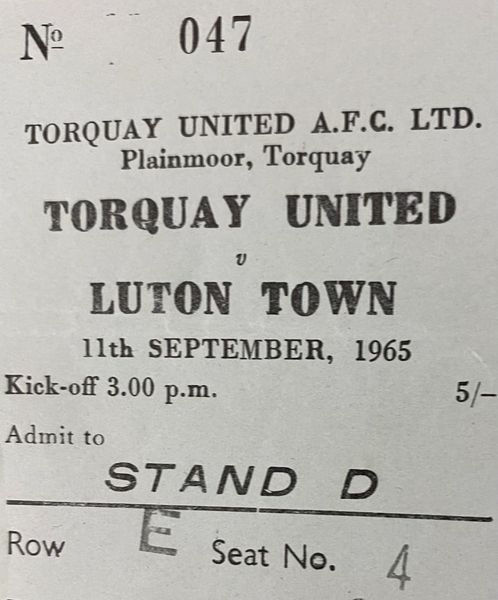 Nº 047
TORQUAY UNITED A.F.C. LTD.
Plainmoor, Torquay
TORQUAY UNITED
v
LUTON TOWN
11th SEPTEMBER, 1965
Kick-off 3.00 p.m. 5/-
Admit to
STAND D
Row E Seat No. 4